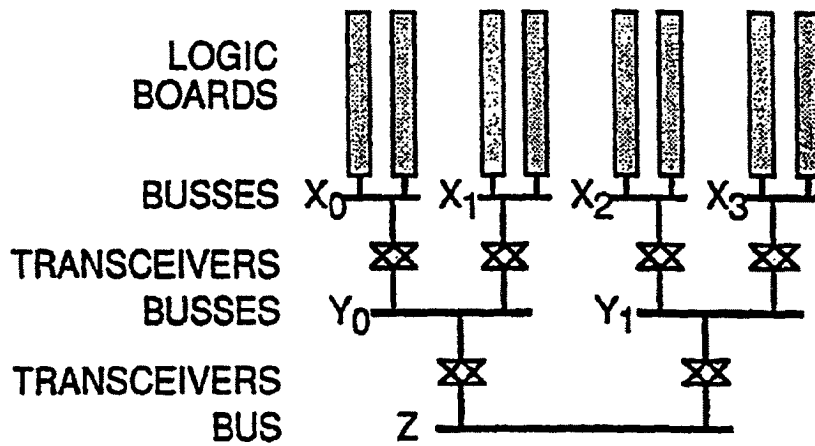 LOGIC
BOARDS
BUSSES X0 X1 X2 X3
TRANSCEIVERS
BUSSES Y0 Y1
TRANSCEIVERS
BUS Z